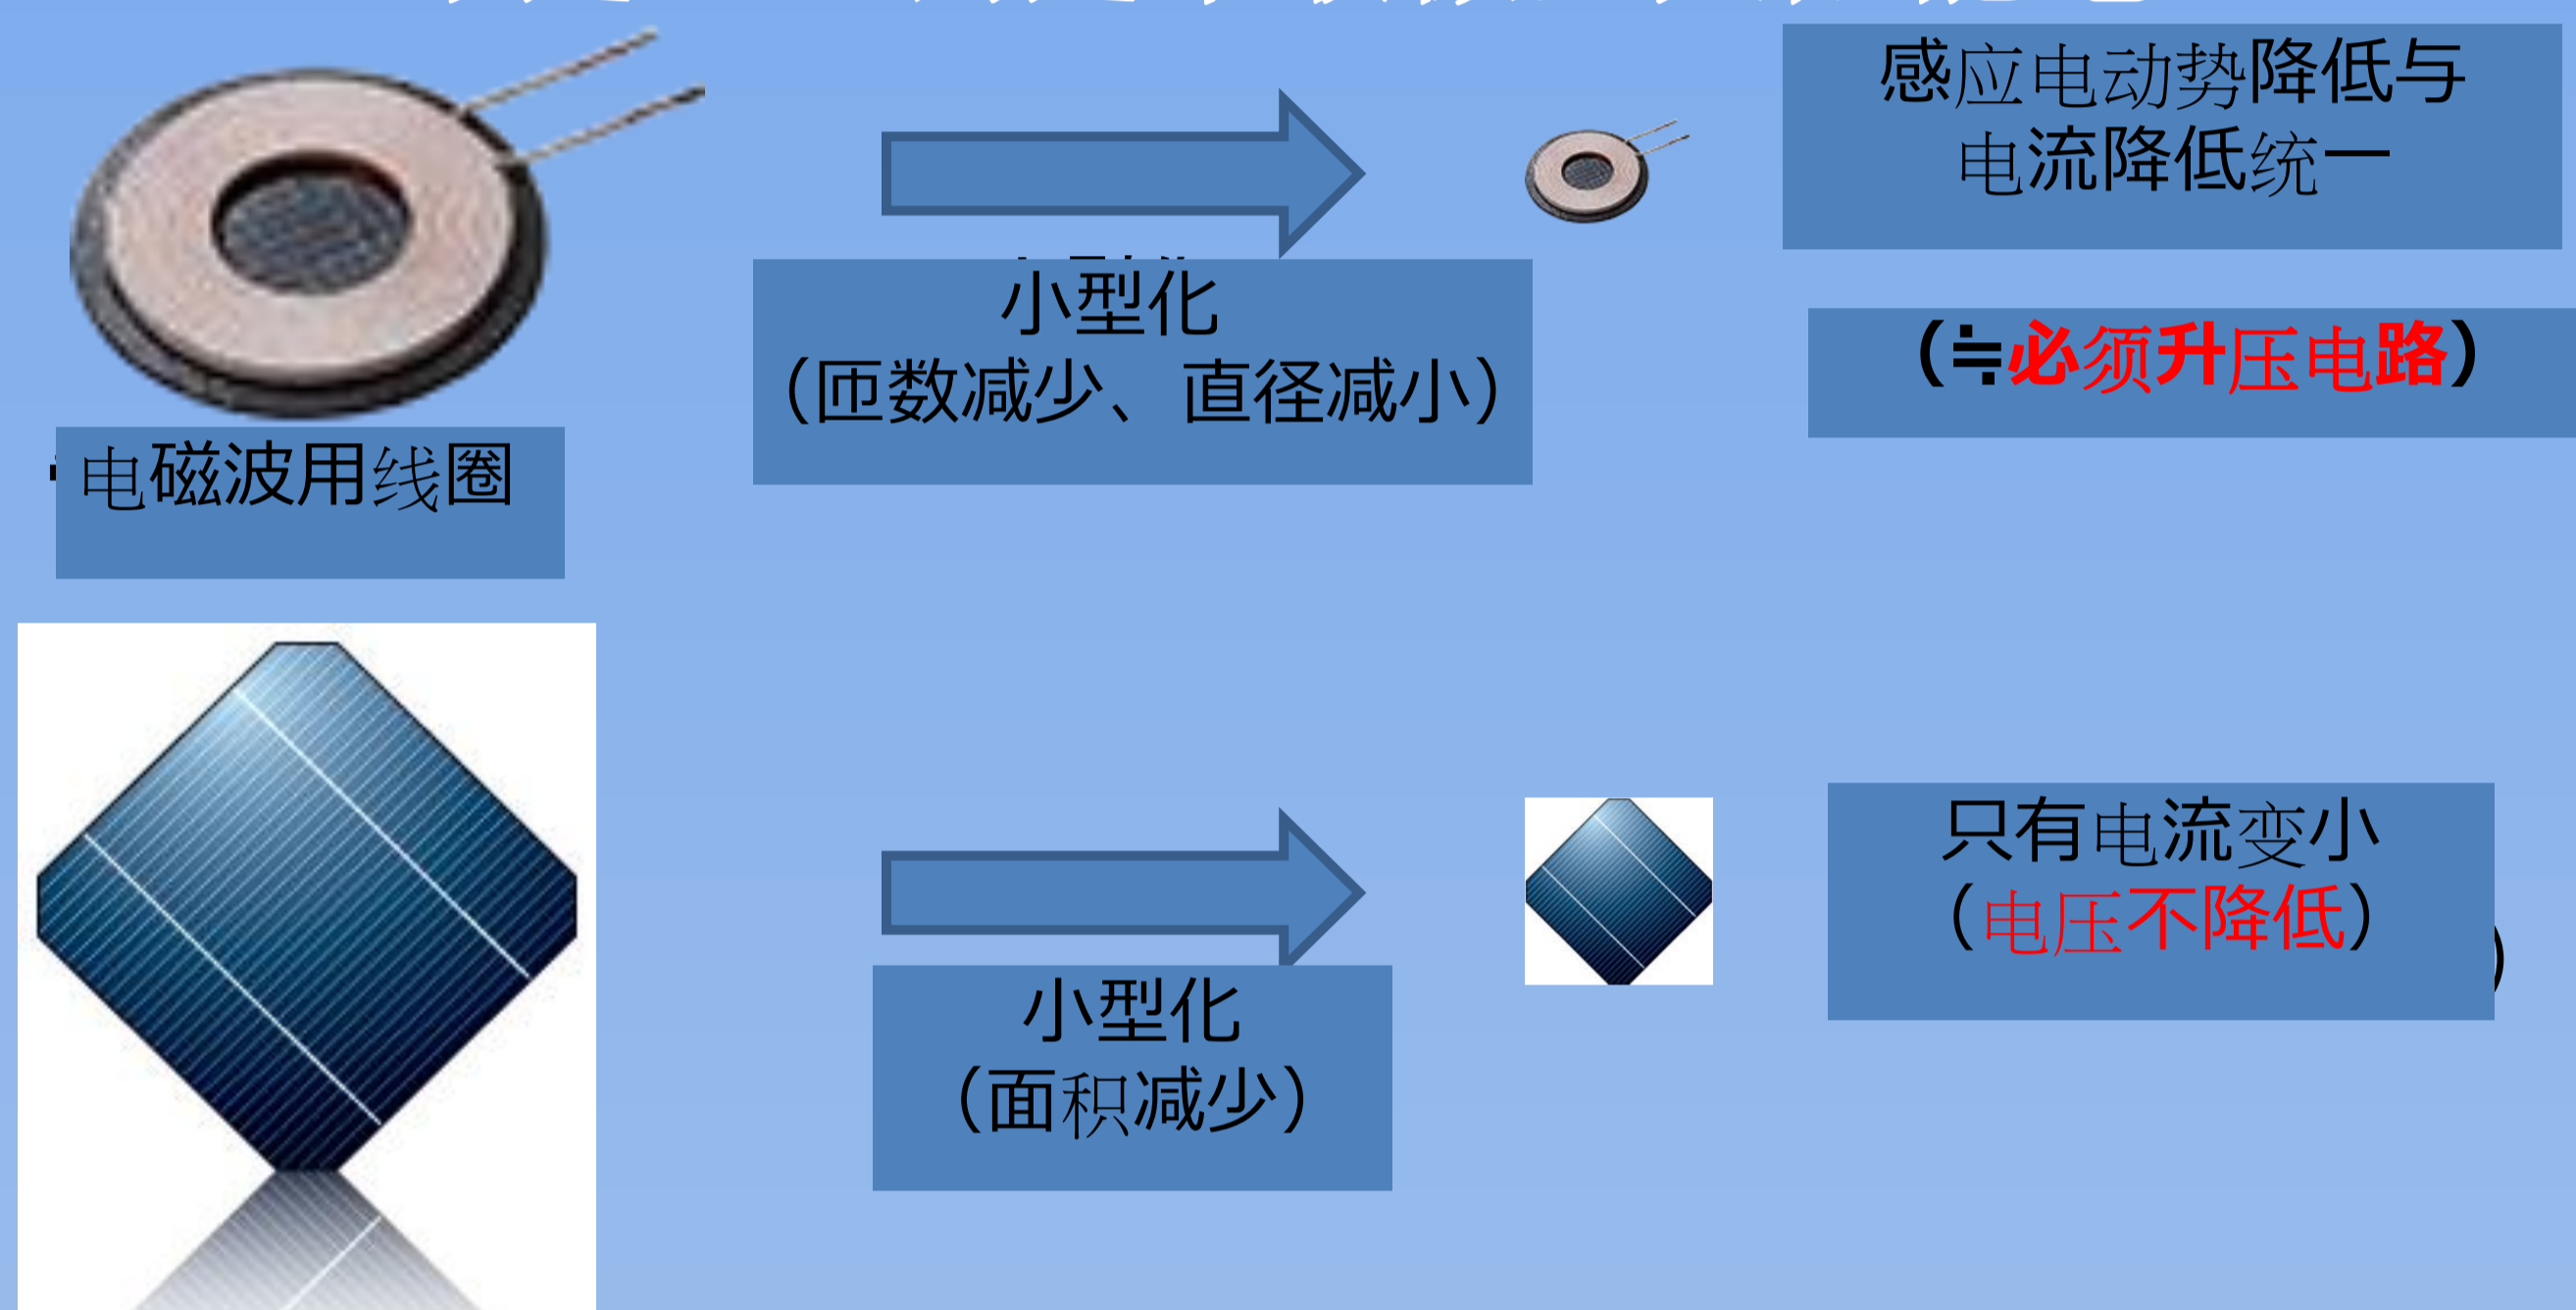 感应电动势降低与
电流降低统一
小型化
（匝数减少、直径减小）
（≒必须升压电路）
电磁波用线圈
只有电流变小
（电压不降低）
小型化
（面积减少）